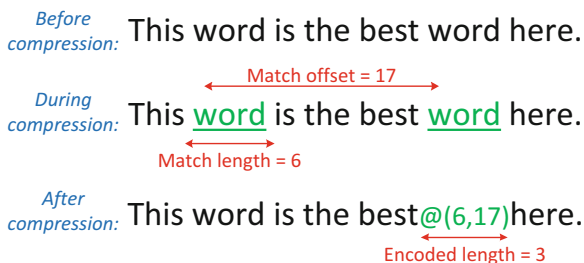 Before
compression: This word is the best word here.
Match offset = 17
During
compression: This word is the best word here.
Match length = 6
After
compression: This word is the best@(6,17)here.
Encoded length = 3